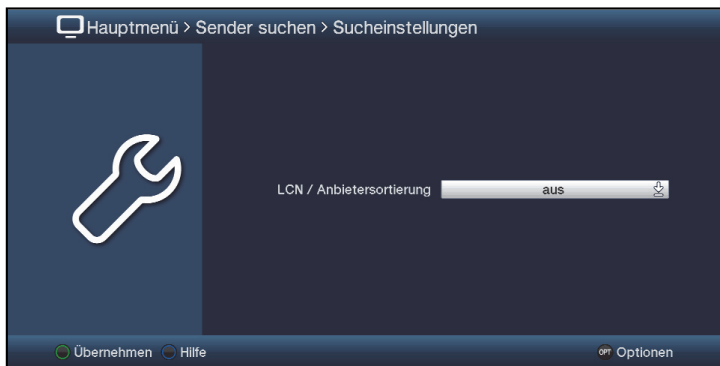 Hauptmenü > Sender suchen > Sucheinstellungen
LCN / Anbietersortierung aus
Übernehmen Hilfe OPT Optionen